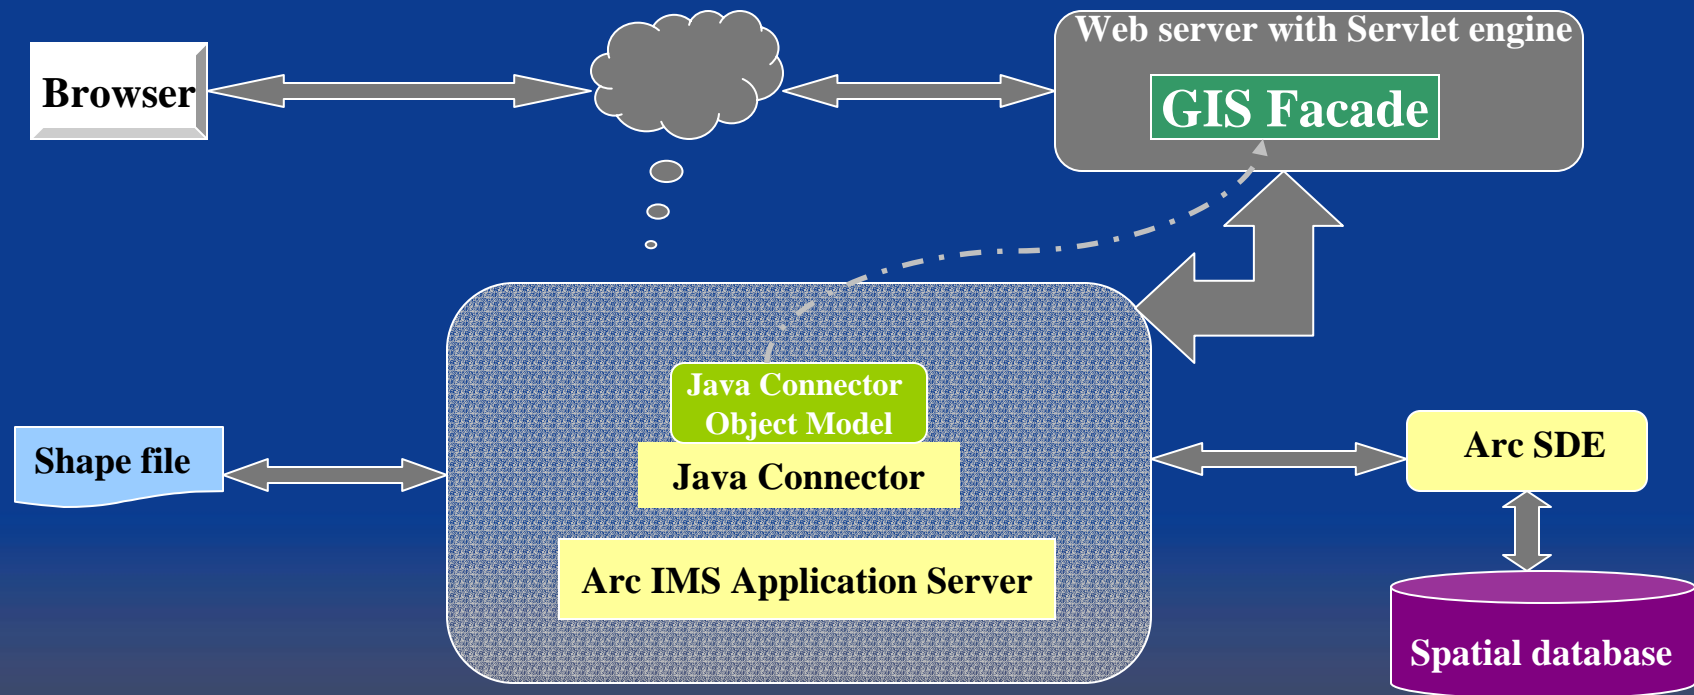 Web server with Servlet engine
Browser
GIS Facade
Java Connector
Object Model
Shape file
Java Connector
Arc SDE
Arc IMS Application Server
Spatial database